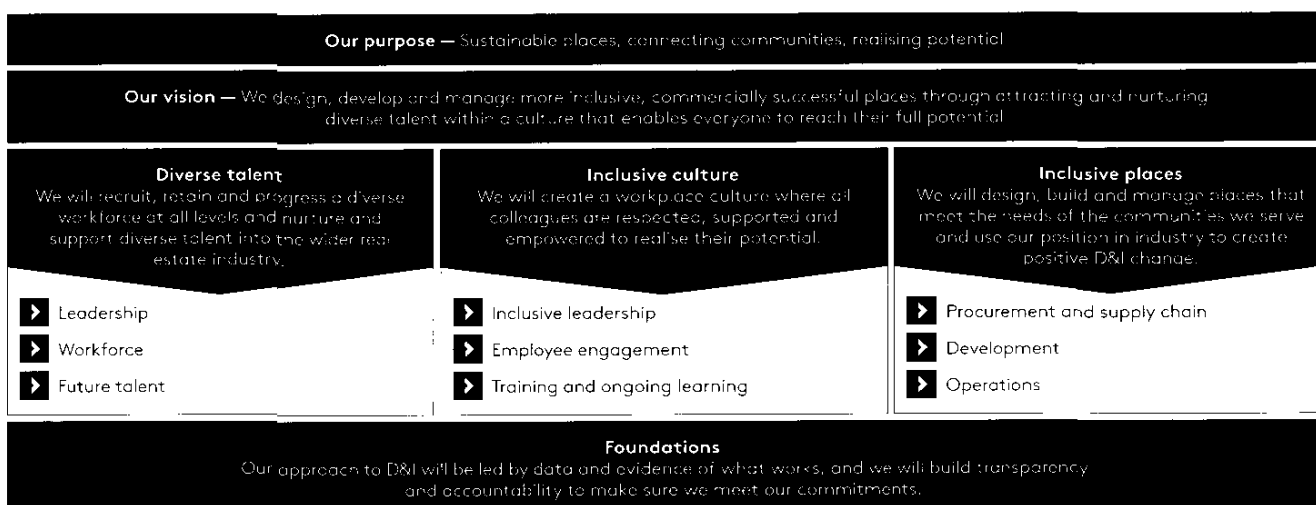 Our purpose — Sustainable places, connecting communities, realising potential
Our vision — We design, develop and manage more inclusive, commercially successful places through attracting and nurturing
diverse talent within a culture that enables everyone to reach their full potential
Diverse talent
We will recruit, retain and progress a diverse
workforce at all levels and nurture and
support diverse talent into the wider real
estate industry.
Leadership
Workforce
Future talent
Inclusive culture
We will create a workplace culture where all
colleagues are respected, supported and
empowered to realise their potential.
Inclusive leadership
Employee engagement
Training and ongoing learning
Inclusive places
We will design, build and manage places that
meet the needs of the communities we serve
and use our position in industry to create
positive D&I change.
Procurement and supply chain
Development
Operations
Foundations
Our approach to D&I will be led by data and evidence of what works, and we will build transparency
and accountability to make sure we meet our commitments.